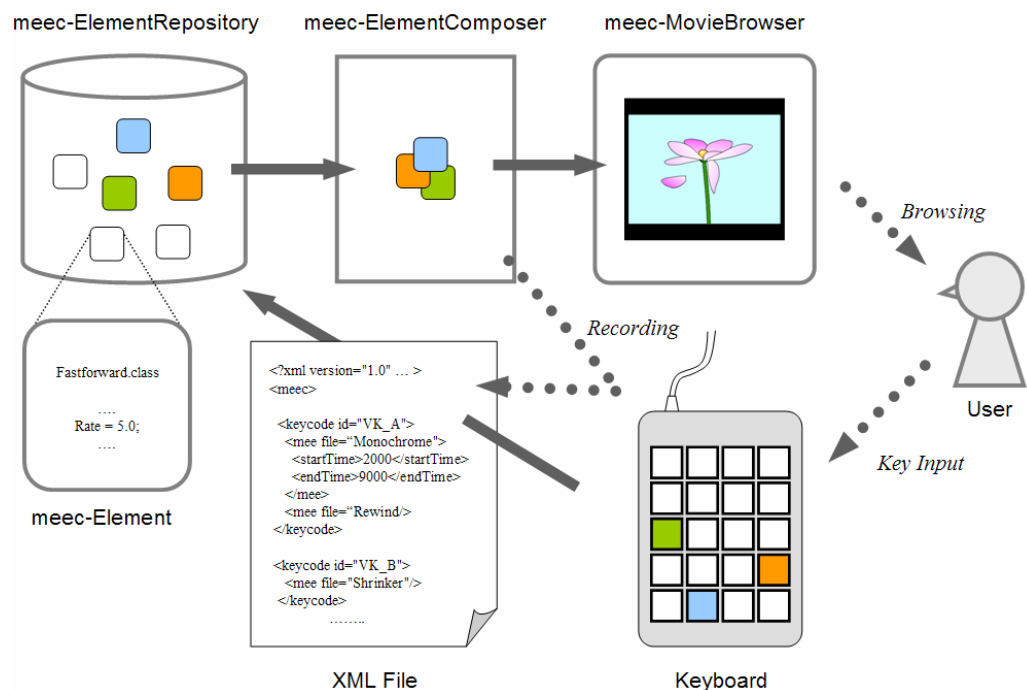 meec-ElementRepository
meec-ElementComposer
meec-MovieBrowser
Browsing
Recording
User
Key Input
Fastforward.class
....
Rate = 5.0;
....
meec-Element
<?xml version="1.0" … >
<meec>
<keycode id="VK_A">
<mee file=“Monochrome">
<startTime>2000</startTime>
<endTime>9000</endTime>
</mee>
<mee file=“Rewind/>
</keycode>
<keycode id="VK_B">
<mee file="Shrinker"/>
</keycode>
........
XML File
Keyboard